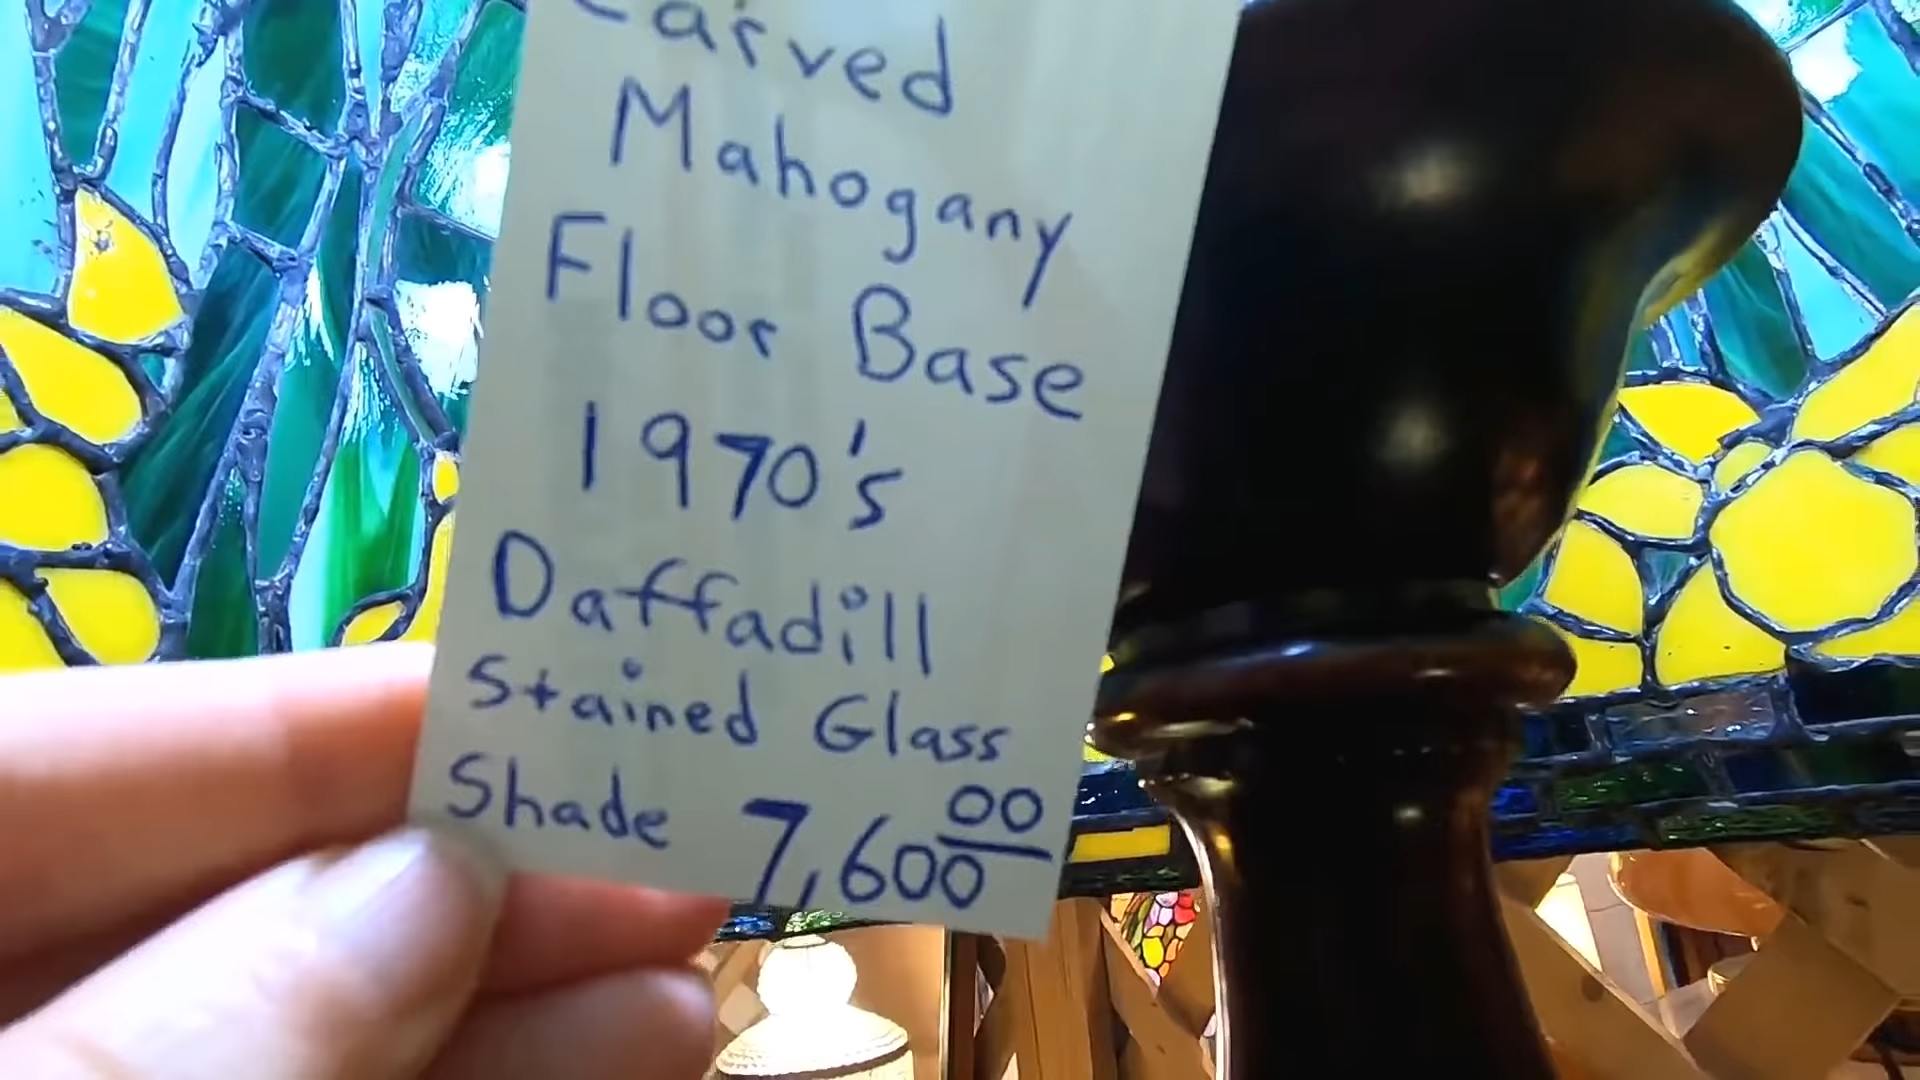 Carved
Mahogany
Floor Base
1970's
Daffadill
Stained Glass
Shade 7,600 00